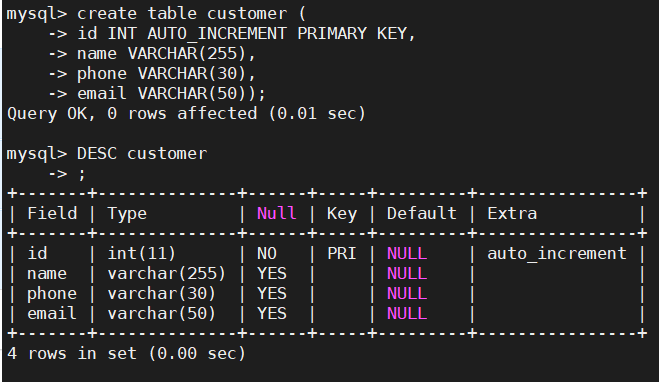 mysql> create table customer (
    -> id INT AUTO_INCREMENT PRIMARY KEY,
    -> name VARCHAR(255),
    -> phone VARCHAR(30),
    -> email VARCHAR(50));
Query OK, 0 rows affected (0.01 sec)

mysql> DESC customer
    -> ;
+-------+--------------+------+-----+---------+----------------+
| Field | Type         | Null | Key | Default | Extra          |
+-------+--------------+------+-----+---------+----------------+
| id    | int(11)      | NO   | PRI | NULL    | auto_increment |
| name  | varchar(255) | YES  |     | NULL    |                |
| phone | varchar(30)  | YES  |     | NULL    |                |
| email | varchar(50)  | YES  |     | NULL    |                |
+-------+--------------+------+-----+---------+----------------+
4 rows in set (0.00 sec)